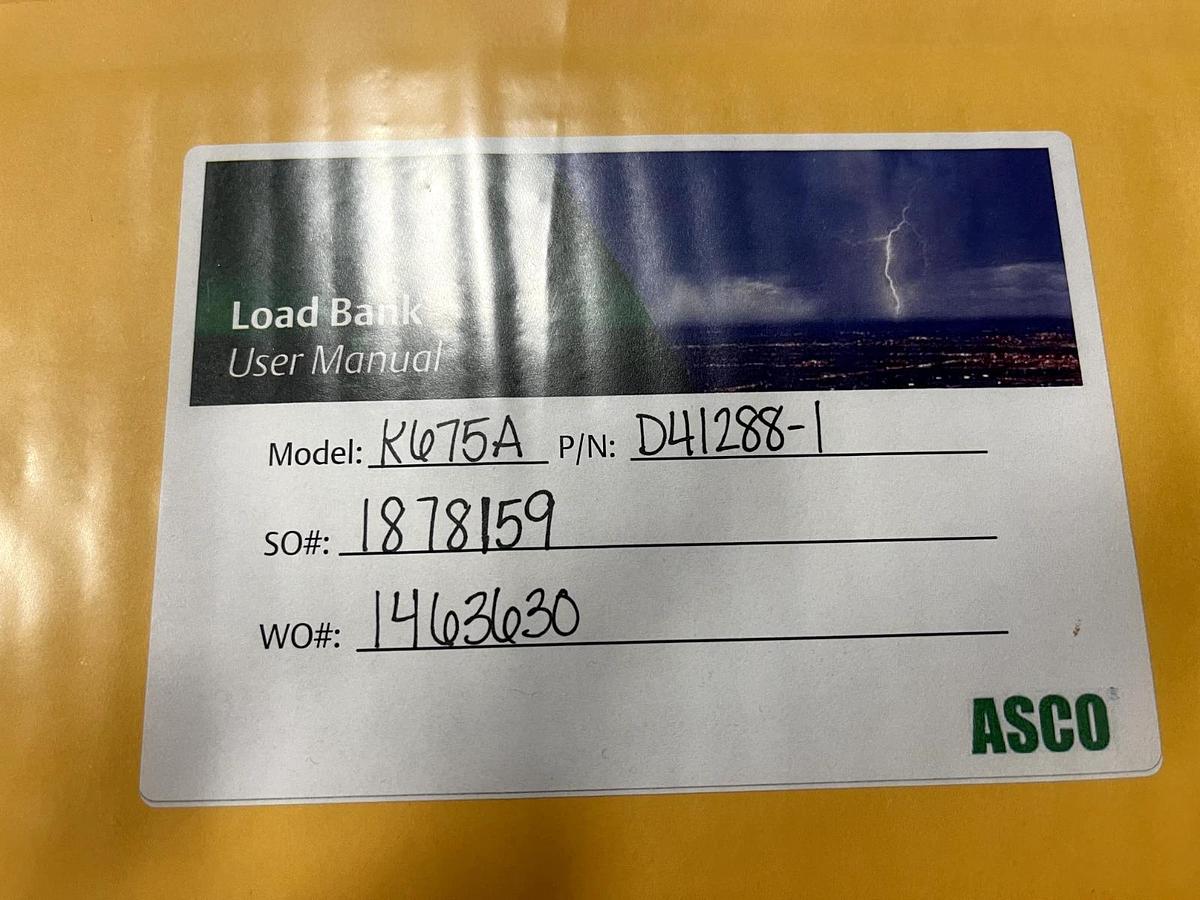 Load Bank
User Manual
Model: K675A P/N: D41288-1
SO#: 1878159
WO#: 1463630
ASCO®